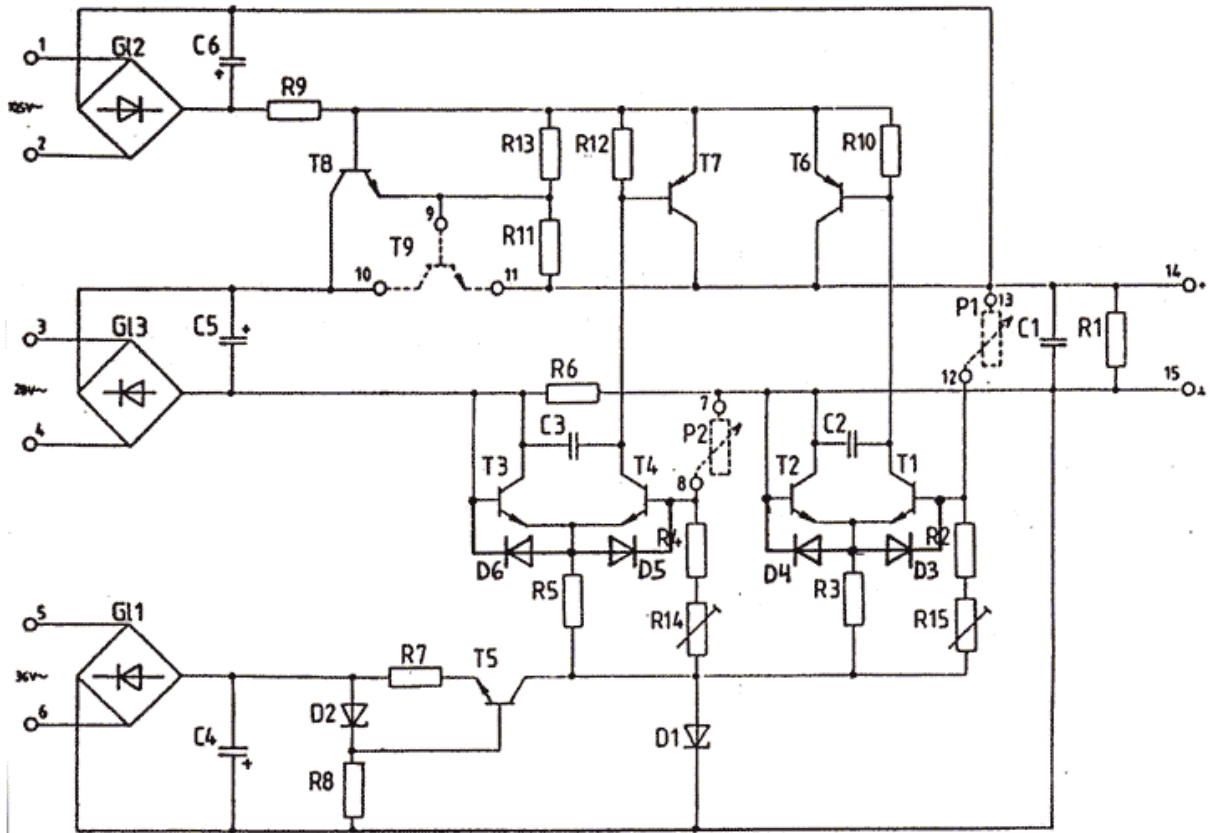 1
Gl2
C6
+
R9
2
T8
R13
R12
T7
T6
R10
9
T9
R11
10
11
14
+
3
Gl3
C5
+
P1
13
C1
R1
28V~
R6
12
15
⊥
4
7
C3
P2
C2
T3
T4
8
T2
T1
R4
R2
D6
D5
D4
D3
R5
R14
R3
R15
5
Gl1
R7
T5
36V~
D2
6
C4
+
R8
D1